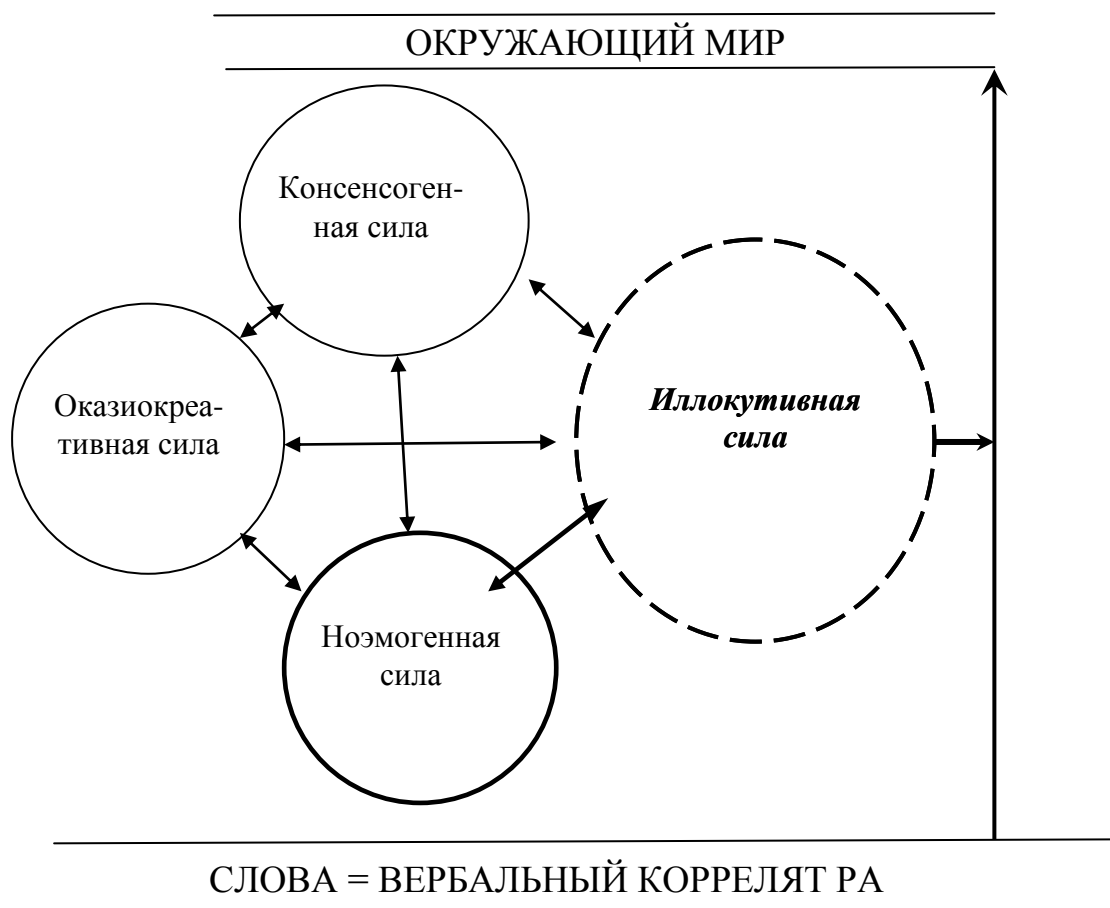 ОКРУЖАЮЩИЙ МИР
Консенсоген-
ная сила
Оказиокреа-
тивная сила
Иллокутивная
сила
Ноэмогенная
сила
СЛОВА = ВЕРБАЛЬНЫЙ КОРРЕЛЯТ РА